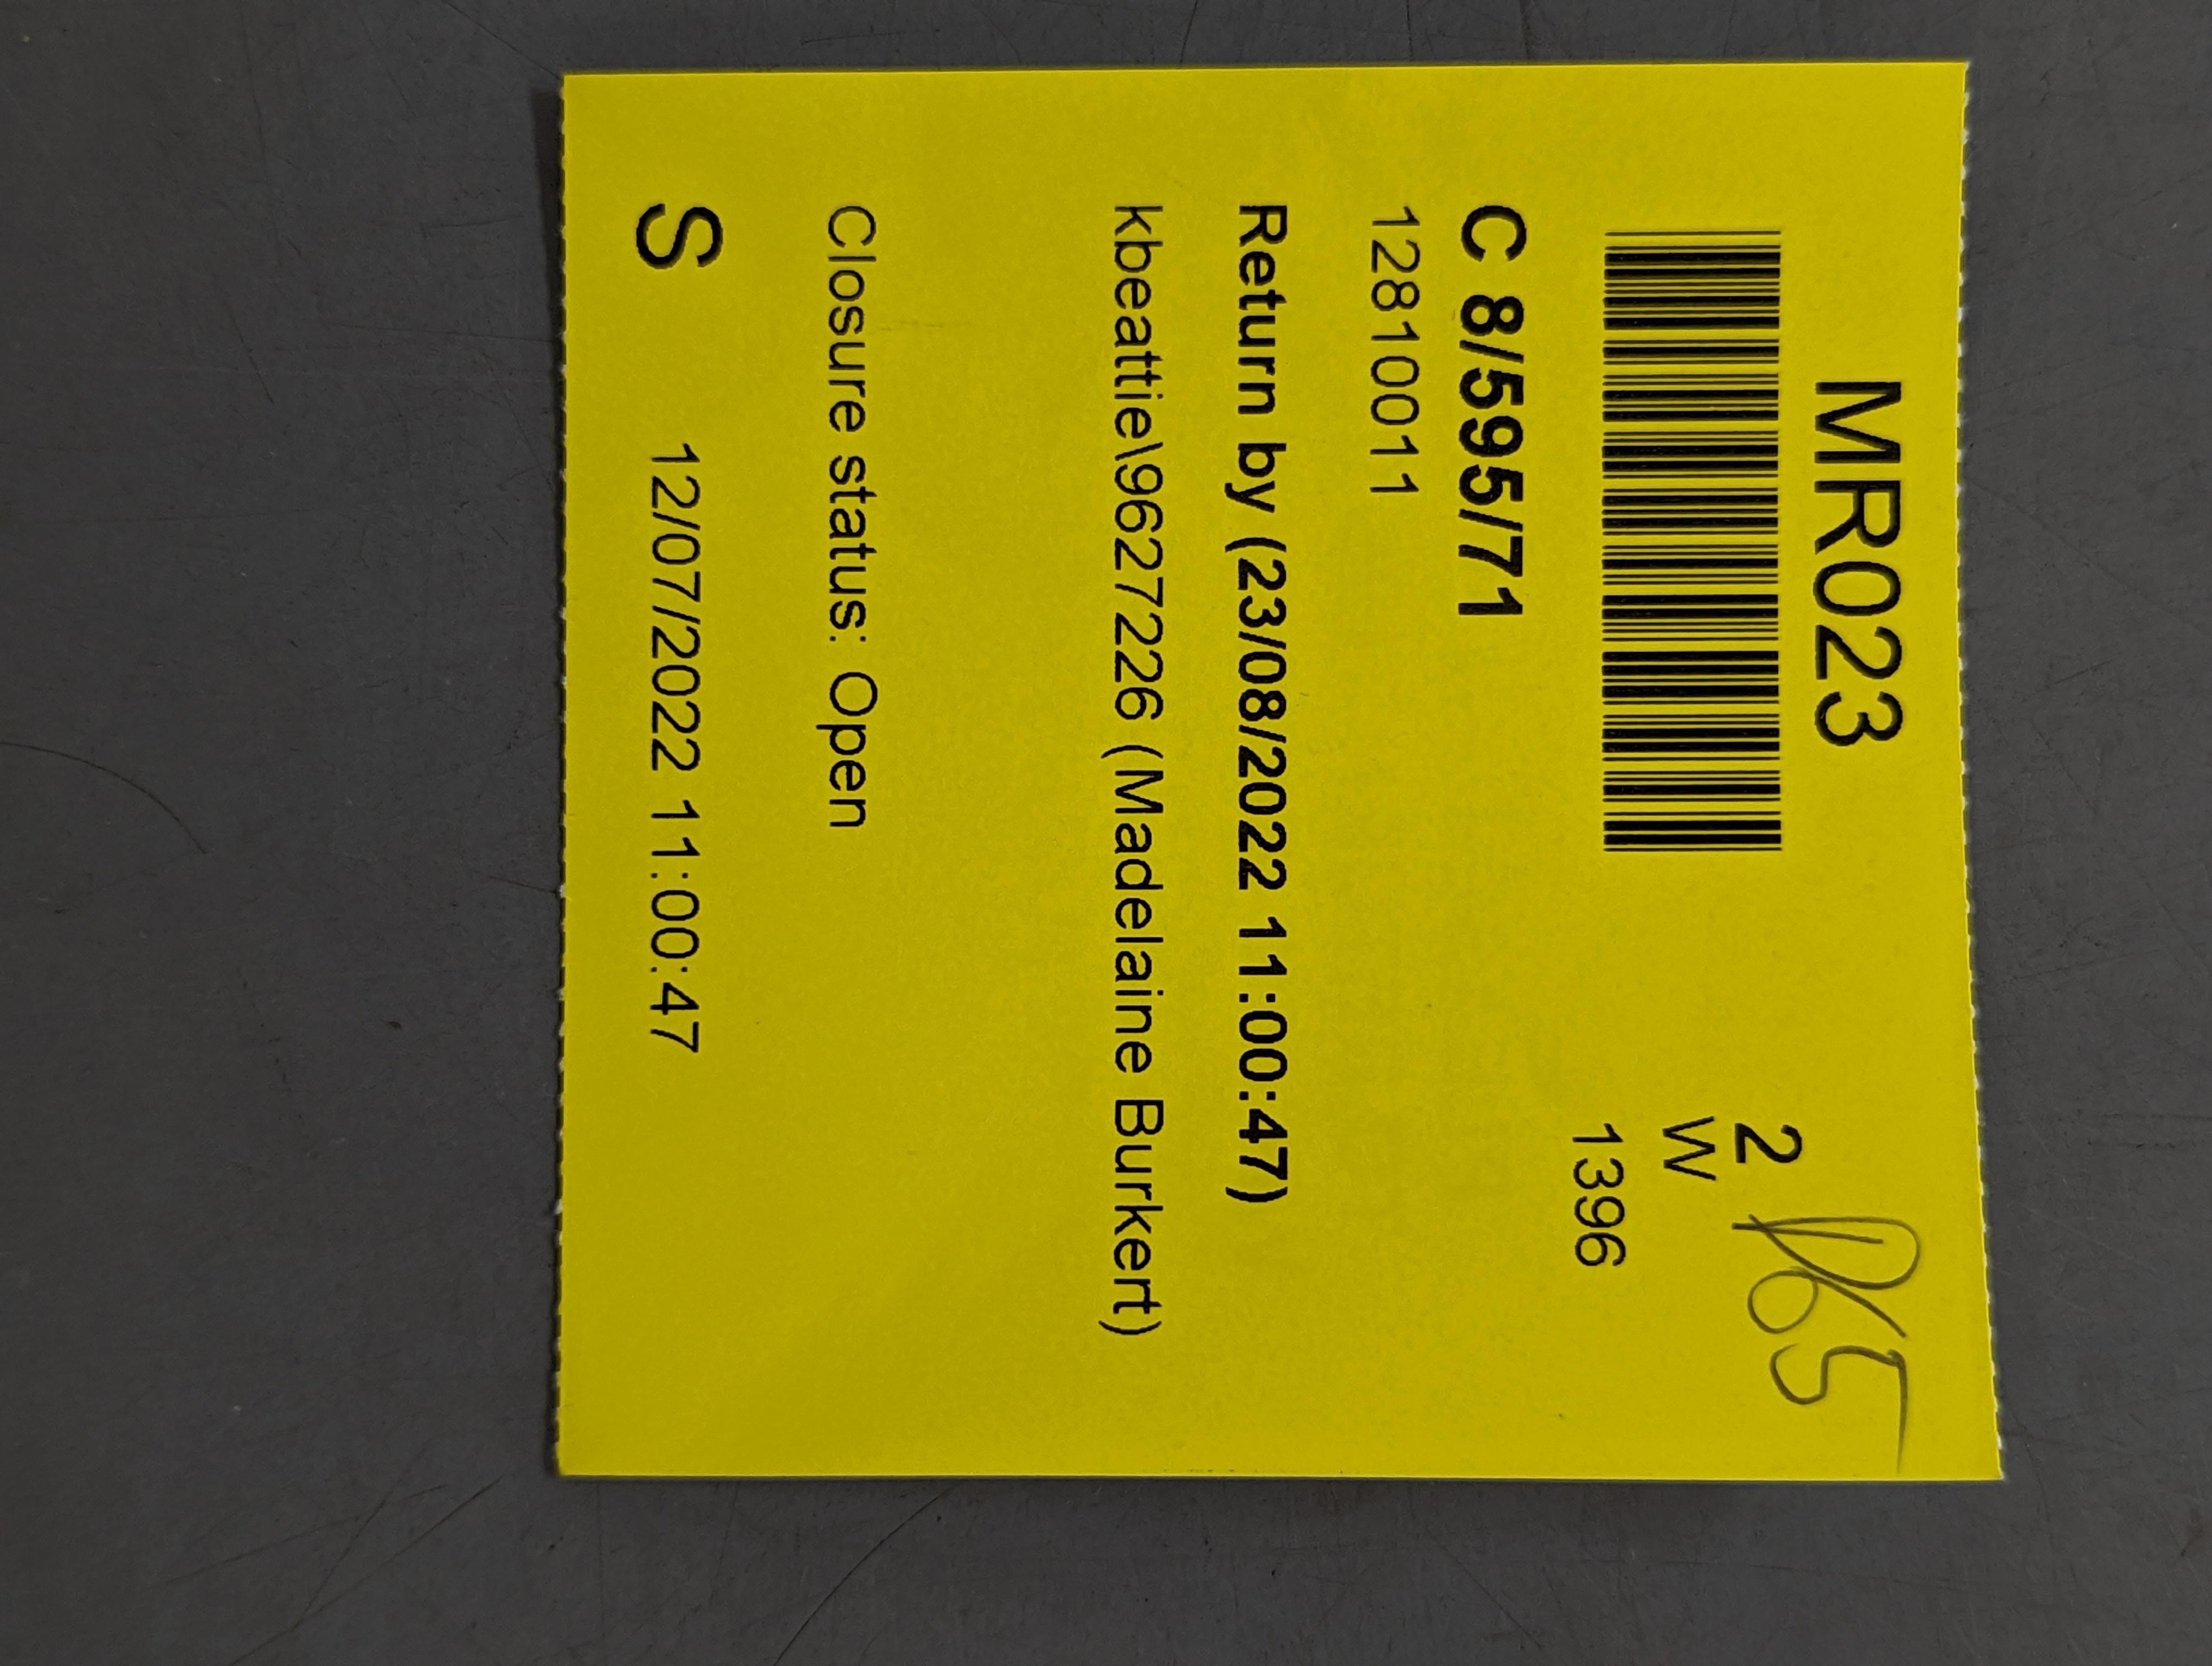 MR023
2
W
1396
C 8/595/71
12810011
Return by (23/08/2022 11:00:47)
kbeattie\9627226 (Madelaine Burkert)
Closure status: Open
S 12/07/2022 11:00:47